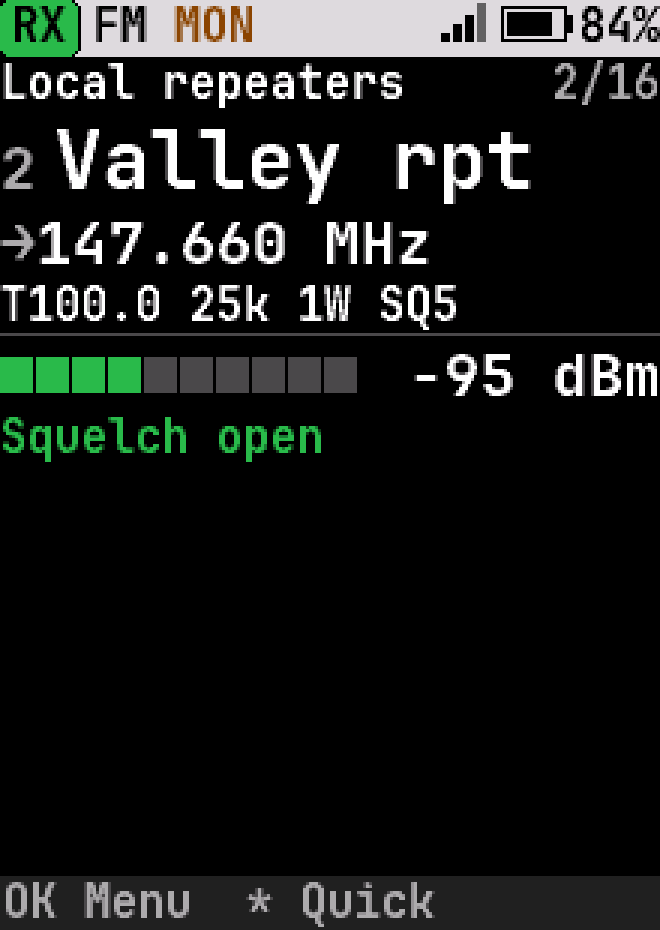 RX FM MON 84%
Local repeaters 2/16
2 Valley rpt
→147.660 MHz
T100.0 25k 1W SQ5
-95 dBm
Squelch open
OK Menu * Quick